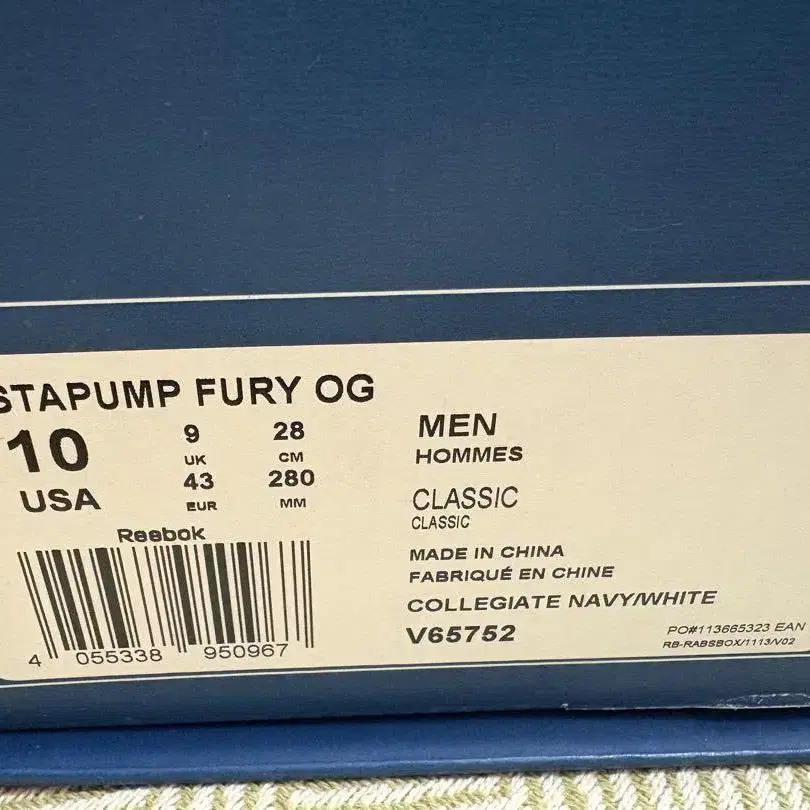 STAPUMP FURY OG
10
USA
9
UK
43
EUR
28
CM
280
MM
Reebok
4 055338 950967
MEN
HOMMES
CLASSIC
CLASSIC
MADE IN CHINA
FABRIQUÉ EN CHINE
COLLEGIATE NAVY/WHITE
V65752
PO#113665323 EAN
RB-RABSBOX/1113/V02